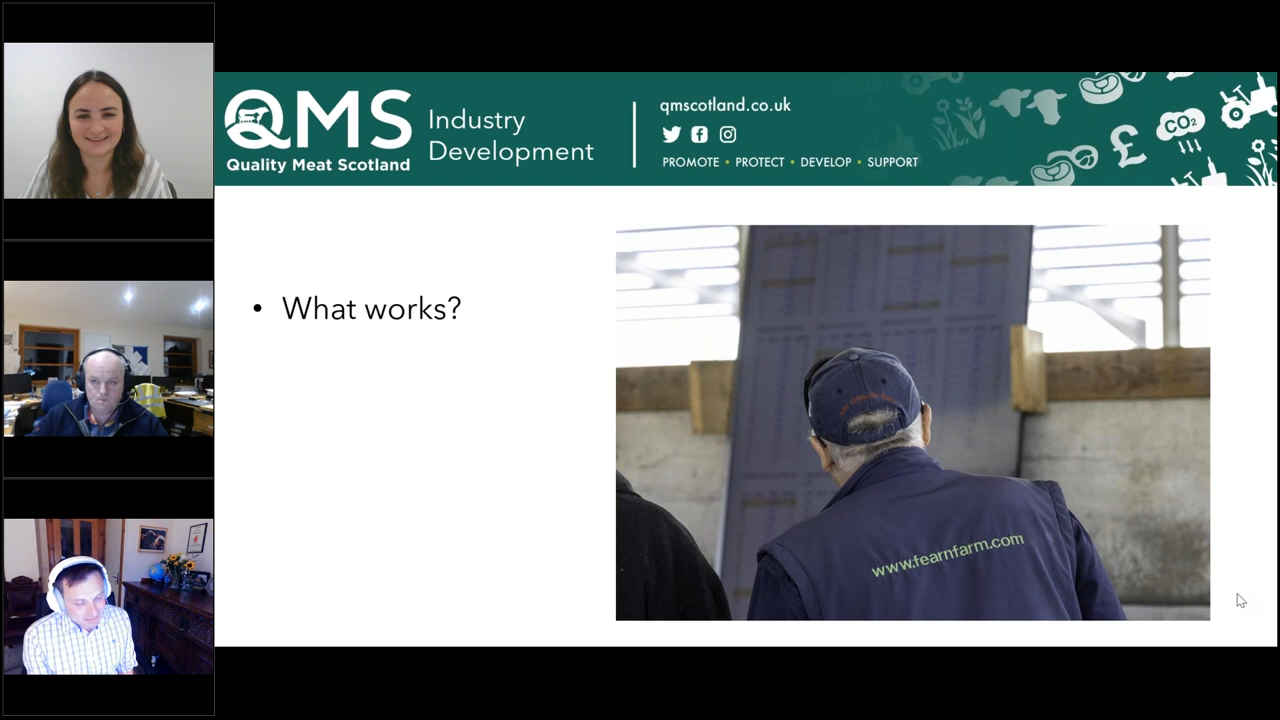 QMS
Quality Meat Scotland
Industry
Development
qmscotland.co.uk
PROMOTE • PROTECT • DEVELOP • SUPPORT
CO₂
£
• What works?
www.fearnfarm.com